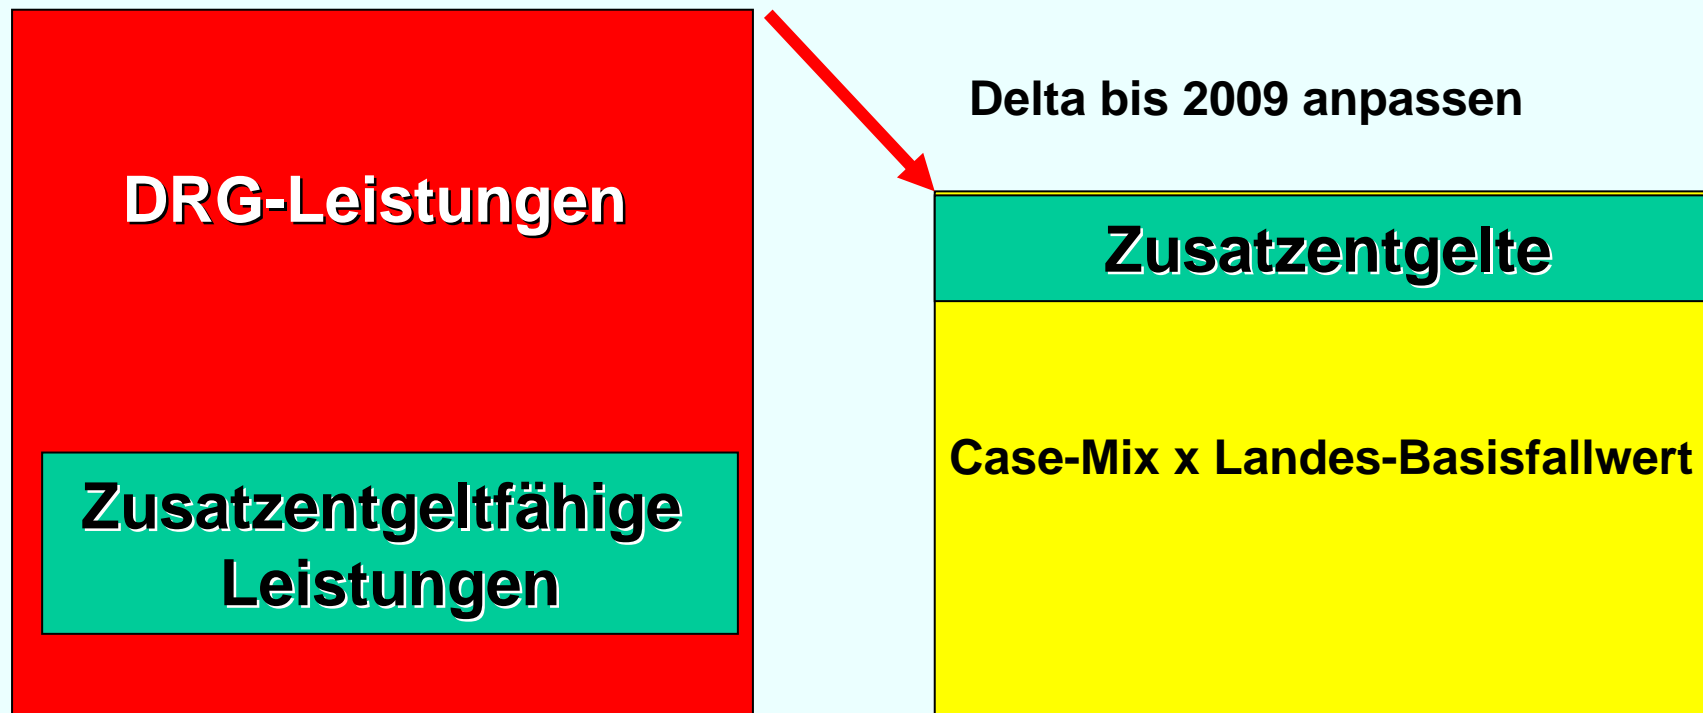 DRG-Leistungen
Zusatzentgeltfähige
Leistungen
Delta bis 2009 anpassen
Zusatzentgelte
Case-Mix x Landes-Basisfallwert